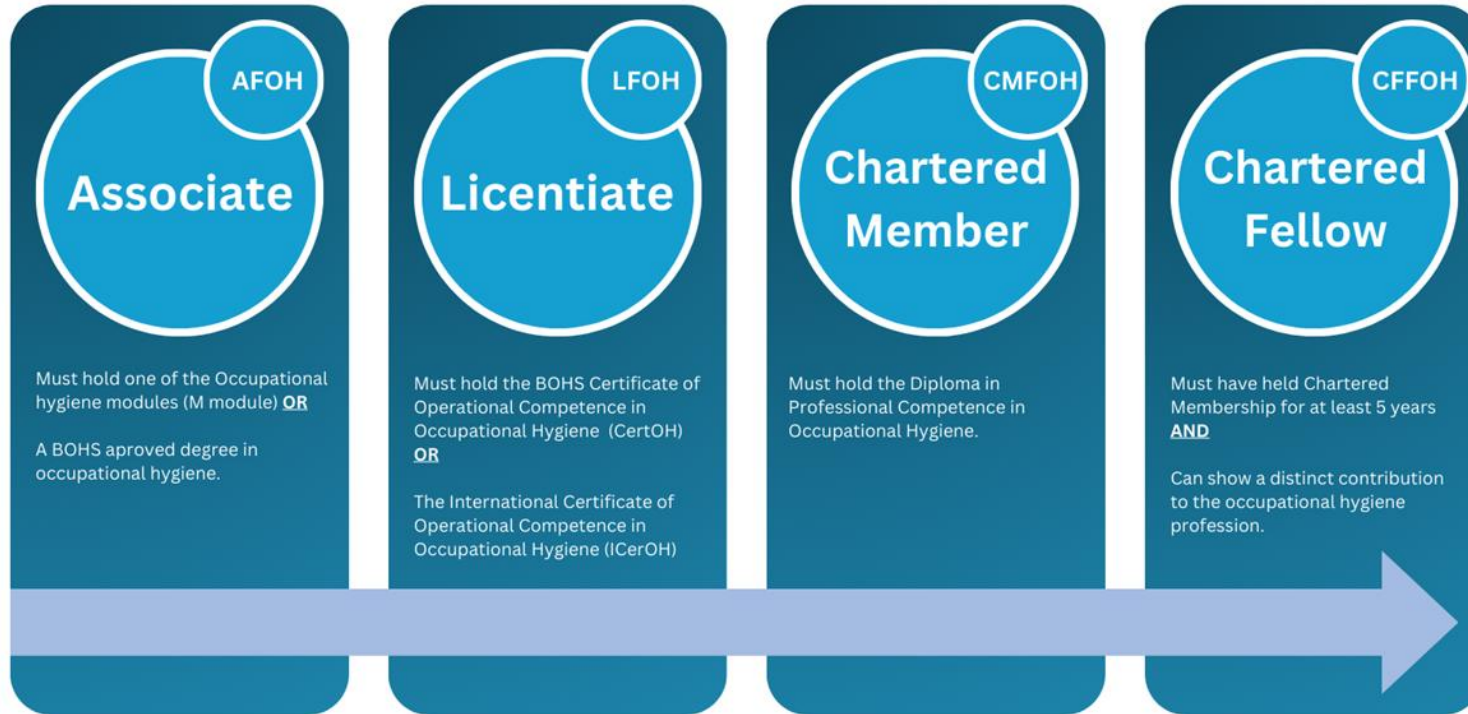 AFOH
Associate
Must hold one of the Occupational
hygiene modules (M module) OR
A BOHS aproved degree in
occupational hygiene.
LFOH
Licentiate
Must hold the BOHS Certificate of
Operational Competence in
Occupational Hygiene (CertOH)
OR
The International Certificate of
Operational Competence in
Occupational Hygiene (ICerOH)
CMFOH
Chartered
Member
Must hold the Diploma in
Professional Competence in
Occupational Hygiene.
CFFOH
Chartered
Fellow
Must have held Chartered
Membership for at least 5 years
AND
Can show a distinct contribution
to the occupational hygiene
profession.